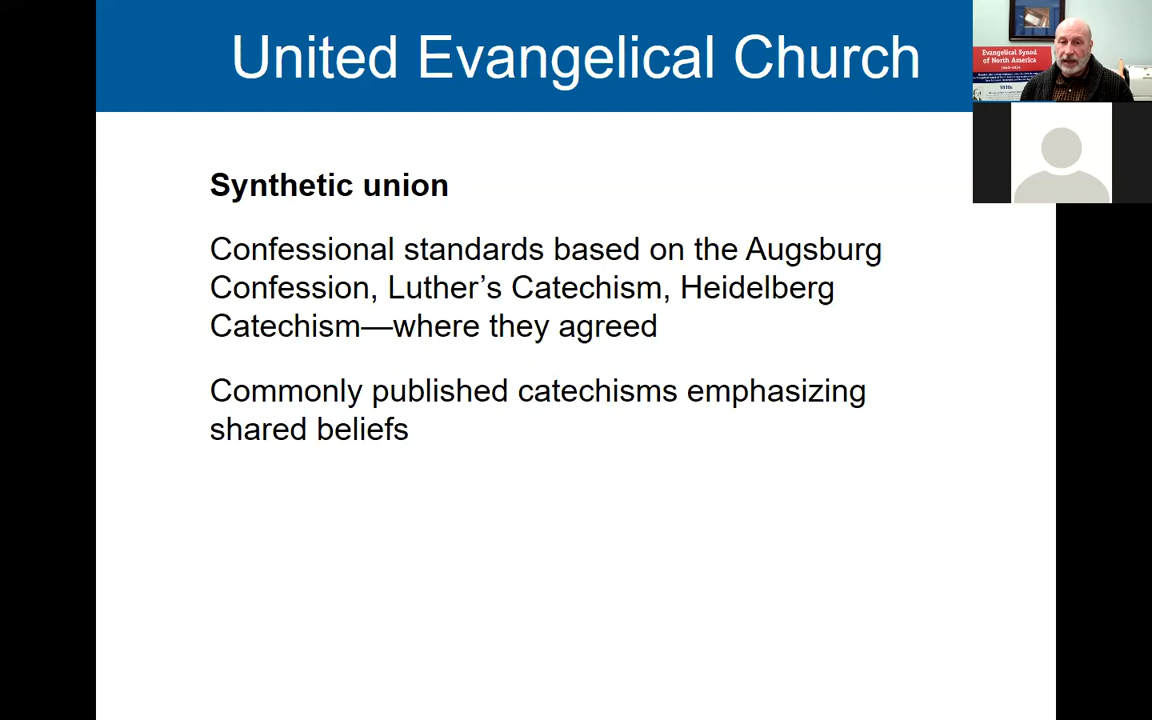 United Evangelical Church
Evangelical Synod
of North America
Synthetic union
Confessional standards based on the Augsburg
Confession, Luther’s Catechism, Heidelberg
Catechism—where they agreed
Commonly published catechisms emphasizing
shared beliefs